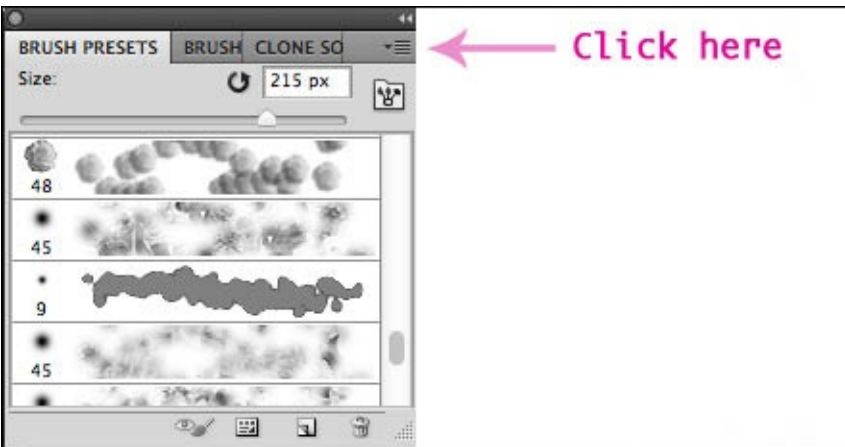 BRUSH PRESETS BRUSH CLONE SO
Click here
Size: 215 px
48
45
9
45